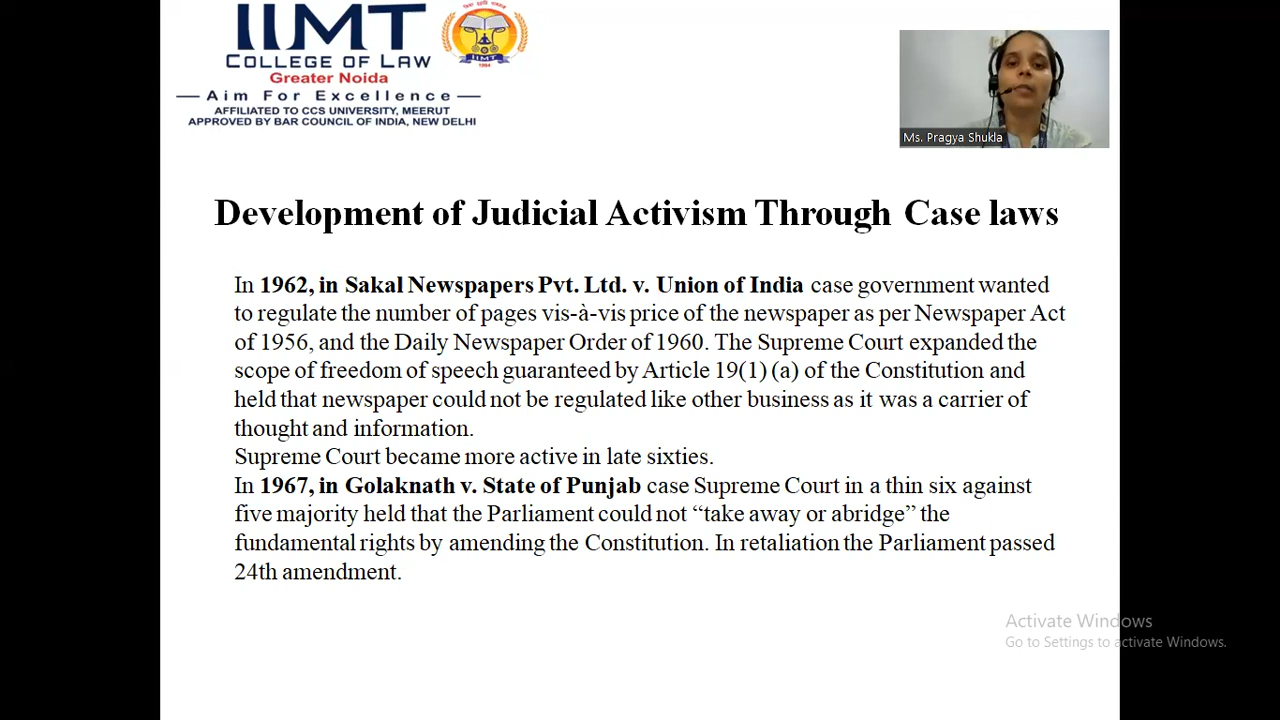 IIMT
COLLEGE OF LAW
Greater Noida
Aim For Excellence
AFFILIATED TO CCS UNIVERSITY, MEERUT
APPROVED BY BAR COUNCIL OF INDIA, NEW DELHI
IIMT
Ms. Pragya Shukla
Development of Judicial Activism Through Case laws
In 1962, in Sakal Newspapers Pvt. Ltd. v. Union of India case government wanted
to regulate the number of pages vis-à-vis price of the newspaper as per Newspaper Act
of 1956, and the Daily Newspaper Order of 1960. The Supreme Court expanded the
scope of freedom of speech guaranteed by Article 19(1) (a) of the Constitution and
held that newspaper could not be regulated like other business as it was a carrier of
thought and information.
Supreme Court became more active in late sixties.
In 1967, in Golaknath v. State of Punjab case Supreme Court in a thin six against
five majority held that the Parliament could not “take away or abridge” the
fundamental rights by amending the Constitution. In retaliation the Parliament passed
24th amendment.
Activate Windows
Go to Settings to activate Windows.